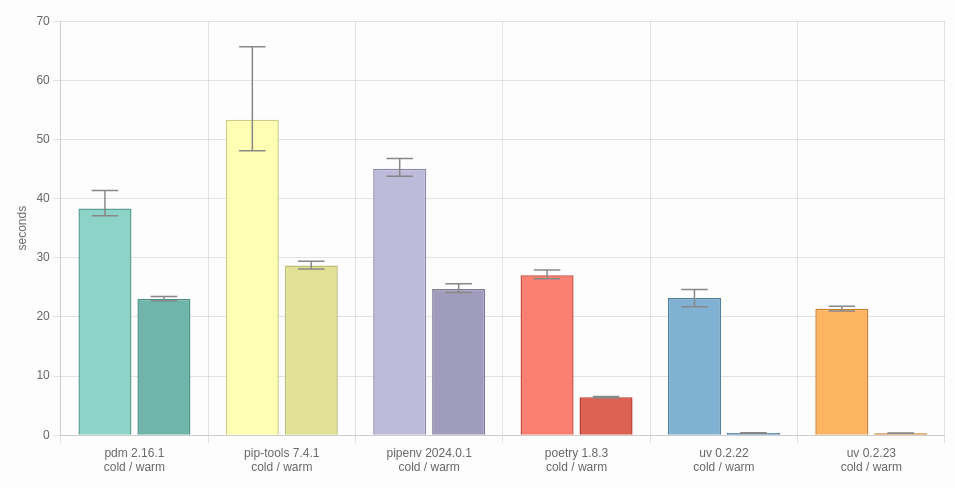 70
60
50
40
30
20
10
0
seconds
pdm 2.16.1
cold / warm
pip-tools 7.4.1
cold / warm
pipenv 2024.0.1
cold / warm
poetry 1.8.3
cold / warm
uv 0.2.22
cold / warm
uv 0.2.23
cold / warm